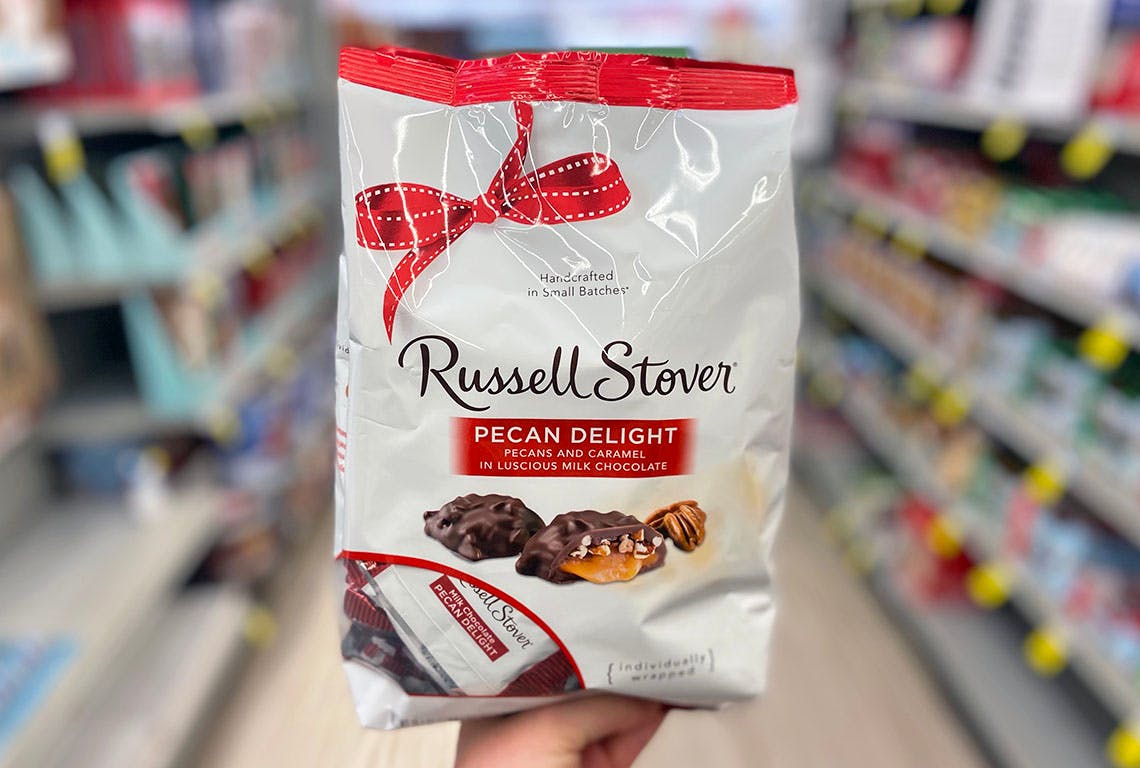 Handcrafted
in Small Batches*
Russell Stover®
PECAN DELIGHT
PECANS AND CARAMEL
IN LUSCIOUS MILK CHOCOLATE
Russell Stover
Milk Chocolate
PECAN DELIGHT
{individually
wrapped}